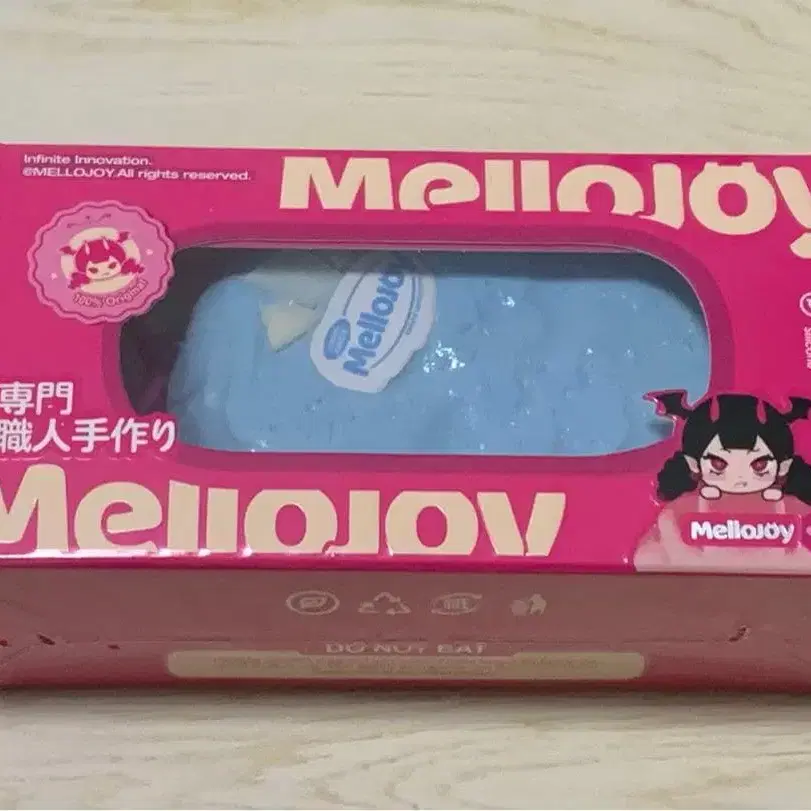 Infinite Innovation.
©MELLOJOY.All rights reserved.
MellOJOY
100% Original
MellOJOY
専門
職人手作り
MellOJOY
MellOJOY
DO NOT EAT